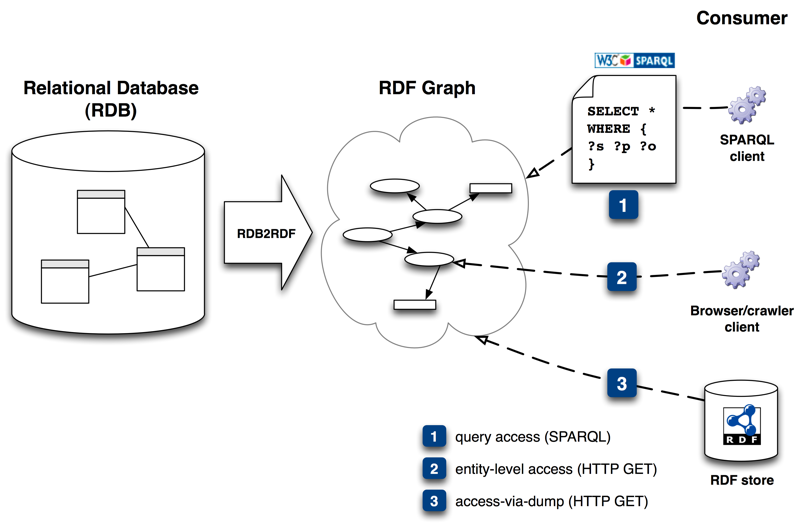 Consumer
Relational Database
(RDB)
RDF Graph
W3C SPARQL
SELECT *
WHERE {
?s ?p ?o
}
SPARQL
client
1
RDB2RDF
2
Browser/crawler
client
3
RDF
RDF store
1 query access (SPARQL)
2 entity-level access (HTTP GET)
3 access-via-dump (HTTP GET)